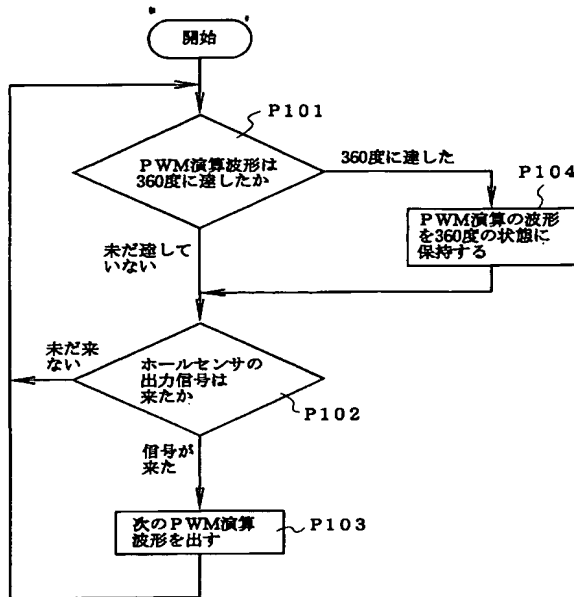 開始
P101
PWM演算波形は
360度に達したか
360度に達した
P104
PWM演算の波形
を360度の状態に
保持する
未だ達して
いない
未だ来
ない
ホールセンサの
出力信号は
来たか
P102
信号が
来た
次のPWM演算
波形を出す
P103